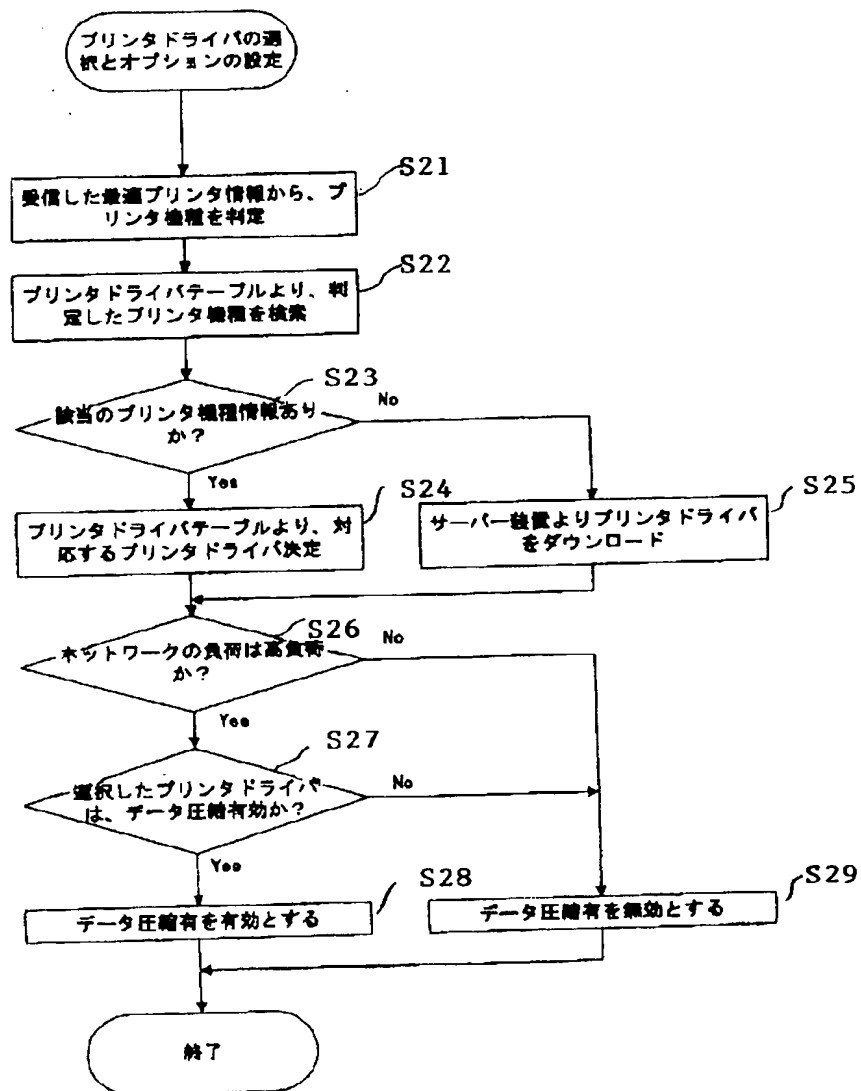 プリンタドライバの選
択とオプションの設定
S21
受信した最適プリンタ情報から、プ
リンタ機種を判定
S22
プリンタドライバテーブルより、判
定したプリンタ機種を検索
S23
該当のプリンタ機種情報あり
か?
No
Yes
S24
プリンタドライバテーブルより、対
応するプリンタドライバ決定
S25
サーバー装置よりプリンタドライバ
をダウンロード
S26
ネットワークの負荷は高負荷
か?
No
Yes
S27
選択したプリンタドライバ
は、データ圧縮有効か?
No
Yes
S28
データ圧縮有を有効とする
S29
データ圧縮有を無効とする
終了